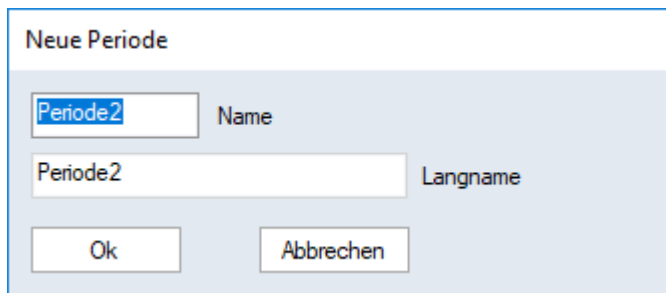 Neue Periode
Periode2 Name
Periode2 Langname
Ok Abbrechen